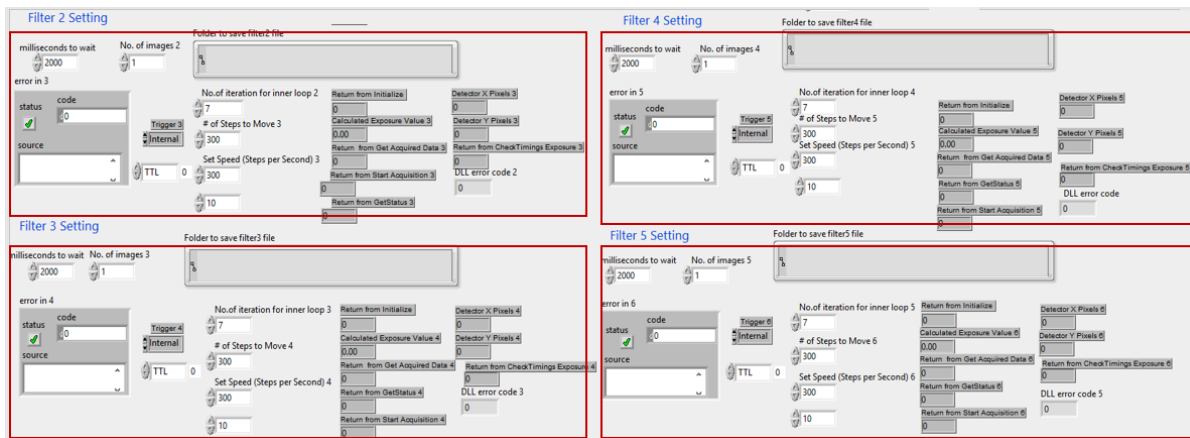 Filter 2 Setting
Folder to save filter2 file
milliseconds to wait
No. of images 2
2000
1
error in 3
status
code
0
source
Trigger 3
Internal
TTL 0
No.of iteration for inner loop 2
7
# of Steps to Move 3
300
Set Speed (Steps per Second) 3
300
10
Return from Initialize
0
Calculated Exposure Value 3
0.00
Return from Get Acquired Data 3
0
Return from Start Acquisition 3
0
Return from GetStatus 3
0
Detector X Pixels 3
0
Detector Y Pixels 3
0
Return from CheckTimings Exposure 3
0
DLL error code 2
0
Filter 4 Setting
Folder to save filter4 file
milliseconds to wait
No. of images 4
2000
1
error in 5
status
code
0
source
Trigger 5
Internal
TTL 0
No.of iteration for inner loop 4
7
# of Steps to Move 5
300
Set Speed (Steps per Second) 5
300
10
Return from Initialize
0
Calculated Exposure Value 5
0.00
Return from Get Acquired Data 5
0
Return from GetStatus 5
0
Return from Start Acquisition 5
0
Detector X Pixels 5
0
Detector Y Pixels 5
0
Return from CheckTimings Exposure 5
0
DLL error code
0
Filter 3 Setting
Folder to save filter3 file
milliseconds to wait
No. of images 3
2000
1
error in 4
status
code
0
source
Trigger 4
Internal
TTL 0
No.of iteration for inner loop 3
7
# of Steps to Move 4
300
Set Speed (Steps per Second) 4
300
10
Return from Initialize
0
Calculated Exposure Value 4
0.00
Return from Get Acquired Data 4
0
Return from GetStatus 4
0
Return from Start Acquisition 4
0
Detector X Pixels 4
0
Detector Y Pixels 4
0
Return from CheckTimings Exposure 4
0
DLL error code 3
0
Filter 5 Setting
Folder to save filter5 file
milliseconds to wait
No. of images 5
2000
1
error in 6
status
code
0
source
Trigger 6
Internal
TTL 0
No.of iteration for inner loop 5
7
# of Steps to Move 6
300
Set Speed (Steps per Second) 6
300
10
Return from Initialize
0
Calculated Exposure Value 6
0.00
Return from Get Acquired Data 6
0
Return from GetStatus 6
0
Return from Start Acquisition 6
0
Detector X Pixels 6
0
Detector Y Pixels 6
0
Return from CheckTimings Exposure 6
0
DLL error code 5
0